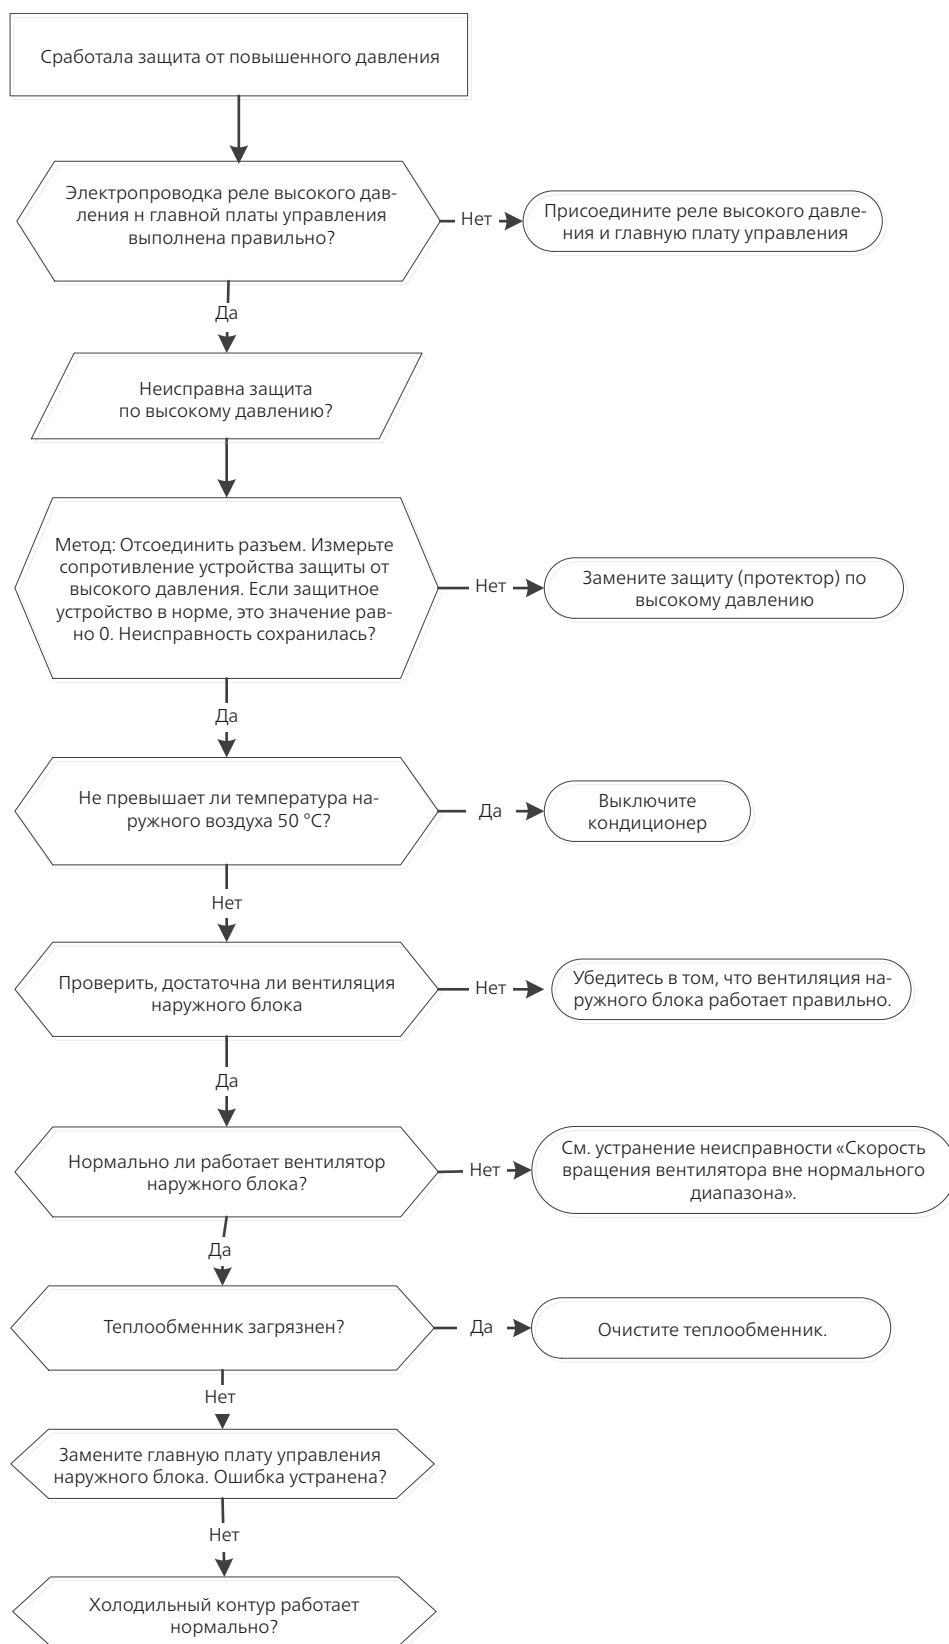 Сработала защита от повышенного давления
Электропроводка реле высокого дав-
ления н главной платы управления
выполнена правильно?
Нет
Присоедините реле высокого давле-
ния и главную плату управления
Да
Неисправна защита
по высокому давлению?
Метод: Отсоединить разъем. Измерьте
сопротивление устройства защиты от
высокого давления. Если защитное
устройство в норме, это значение рав-
но 0. Неисправность сохранилась?
Нет
Замените защиту (протектор) по
высокому давлению
Да
Не превышает ли температура на-
ружного воздуха 50 °C?
Да
Выключите
кондиционер
Нет
Проверить, достаточна ли вентиляция
наружного блока
Нет
Убедитесь в том, что вентиляция на-
ружного блока работает правильно.
Да
Нормально ли работает вентилятор
наружного блока?
Нет
См. устранение неисправности «Скорость
вращения вентилятора вне нормального
диапазона».
Да
Теплообменник загрязнен?
Да
Очистите теплообменник.
Нет
Замените главную плату управления
наружного блока. Ошибка устранена?
Нет
Холодильный контур работает
нормально?